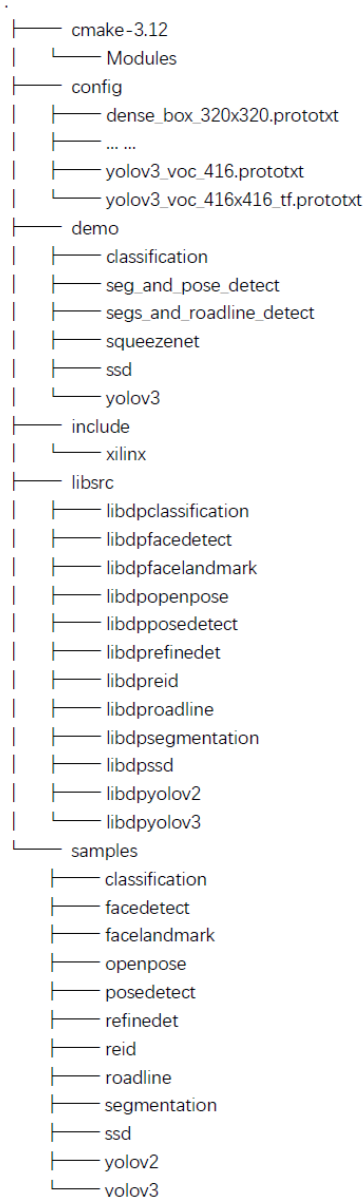 .
├── cmake-3.12
│   └── Modules
├── config
│   ├── dense_box_320x320.prototxt
│   ├── ... ...
│   ├── yolov3_voc_416.prototxt
│   └── yolov3_voc_416x416_tf.prototxt
├── demo
│   ├── classification
│   ├── seg_and_pose_detect
│   ├── segs_and_roadline_detect
│   ├── squeezenet
│   ├── ssd
│   └── yolov3
├── include
│   └── xilinx
├── libsrc
│   ├── libdpclassification
│   ├── libdpfacedetect
│   ├── libdpfacelandmark
│   ├── libdpopenpose
│   ├── libdpposedetect
│   ├── libdprefinedet
│   ├── libdpreid
│   ├── libdproadline
│   ├── libdpsegmentation
│   ├── libdpssd
│   ├── libdpyolov2
│   └── libdpyolov3
└── samples
    ├── classification
    ├── facedetect
    ├── facelandmark
    ├── openpose
    ├── posedetect
    ├── refinedet
    ├── reid
    ├── roadline
    ├── segmentation
    ├── ssd
    ├── yolov2
    └── yolov3